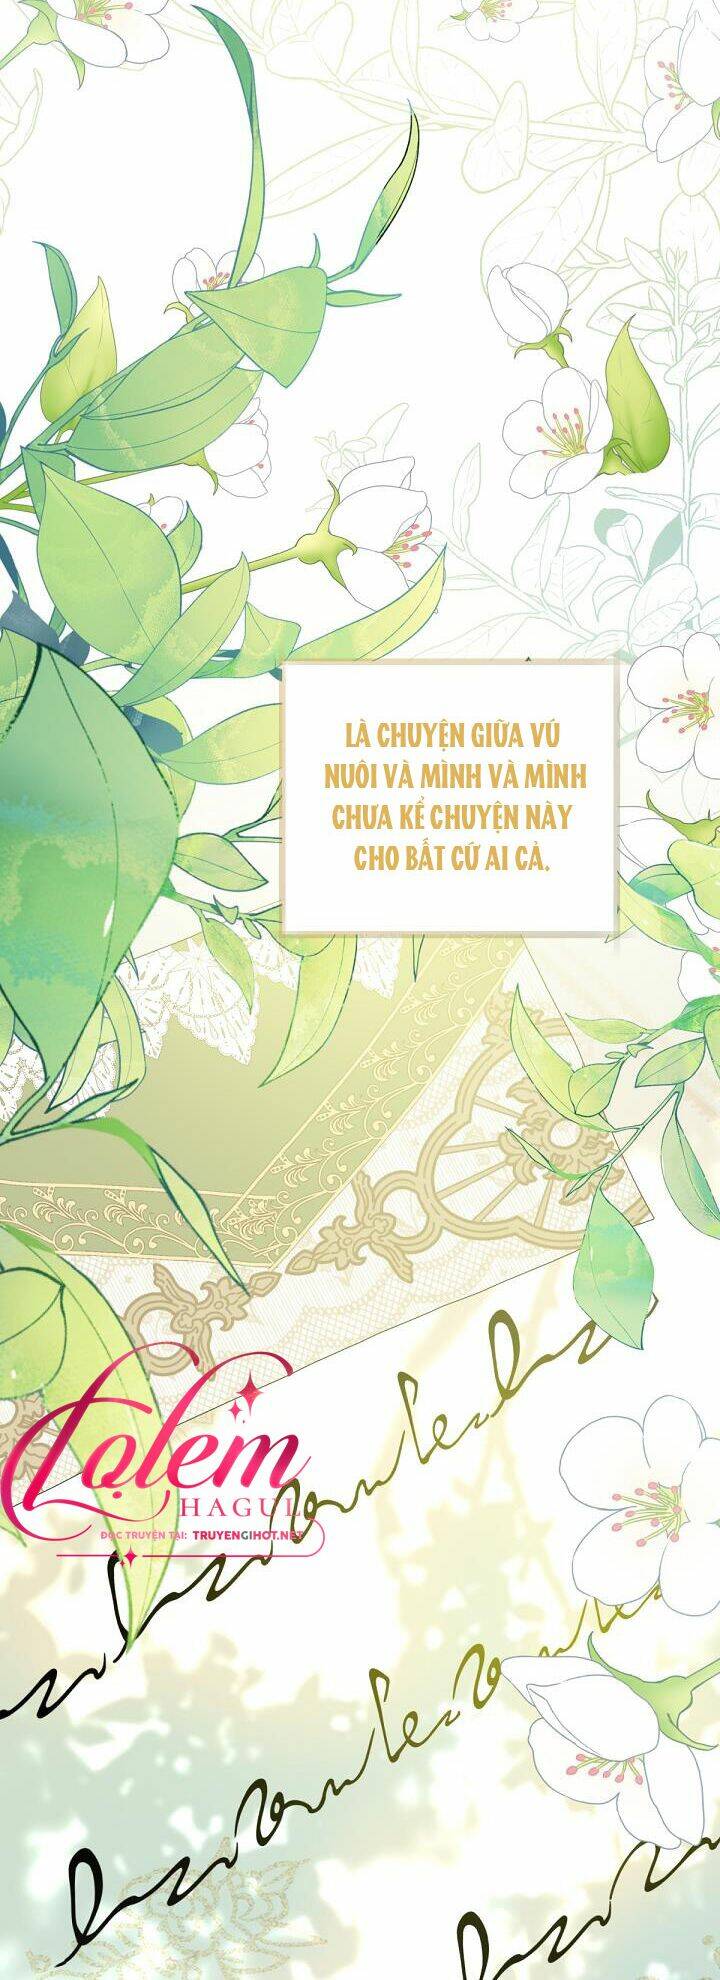 LÀ CHUYỆN GIỮA VÚ
NUÔI VÀ MÌNH VÀ MÌNH
CHƯA KỂ CHUYỆN NÀY
CHO BẤT CỨ AI CẢ.
Lolem
HAGUL
ĐỌC TRUYỆN TẠI: TRUYENGIHOT.NET